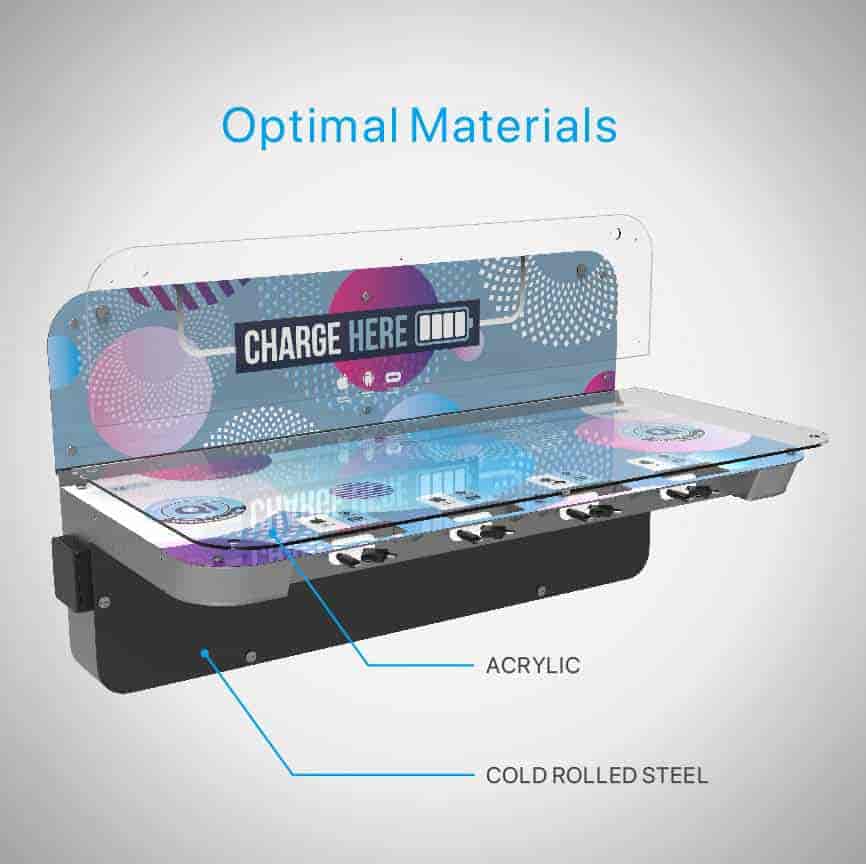 Optimal Materials
CHARGE HERE
ACRYLIC
COLD ROLLED STEEL